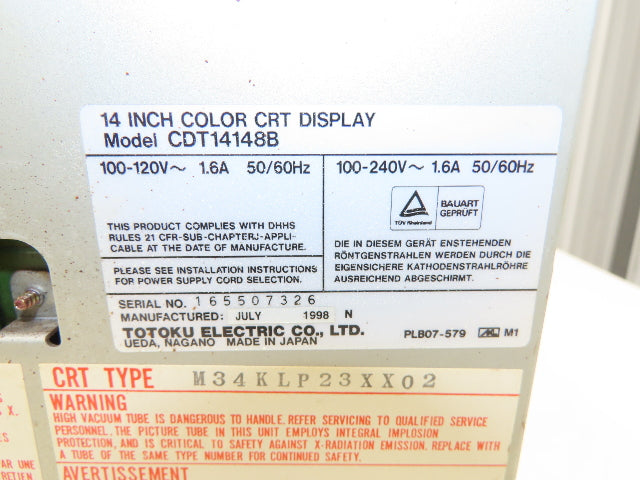 14 INCH COLOR CRT DISPLAY
Model CDT14148B
100-120V～ 1.6A 50/60Hz
THIS PRODUCT COMPLIES WITH DHHS
RULES 21 CFR-SUB-CHAPTERJ-APPLI-
CABLE AT THE DATE OF MANUFACTURE.
PLEASE SEE INSTALLATION INSTRUCTIONS
FOR POWER SUPPLY CORD SELECTION.
100-240V～ 1.6A 50/60Hz
TÜV Rheinland
BAUART
GEPRÜFT
DIE IN DIESEM GERÄT ENSTEHENDEN
RÖNTGENSTRAHLEN WERDEN DURCH DIE
EIGENSICHERE KATHODENSTRAHLRÖHRE
AUSREICHEND ABGESCHIRMT.
SERIAL NO. 165507326
MANUFACTURED: JULY 1998 N
TOTOKU ELECTRIC CO., LTD.
UEDA, NAGANO MADE IN JAPAN
PLB07-579 M1
CRT TYPE M34KLP23XX02
WARNING
HIGH VACUUM TUBE IS DANGEROUS TO HANDLE. REFER SERVICING TO QUALIFIED SERVICE
PERSONNEL. THE PICTURE TUBE IN THIS UNIT EMPLOYS INTEGRAL IMPLOSION
PROTECTION, AND IS CRITICAL TO SAFETY AGAINST X-RADIATION EMISSION. REPLACE WITH
A TUBE OF THE SAME TYPE NUMBER FOR CONTINUED SAFETY.
AVERTISSEMENT
X.
AR UNE
RETIEN